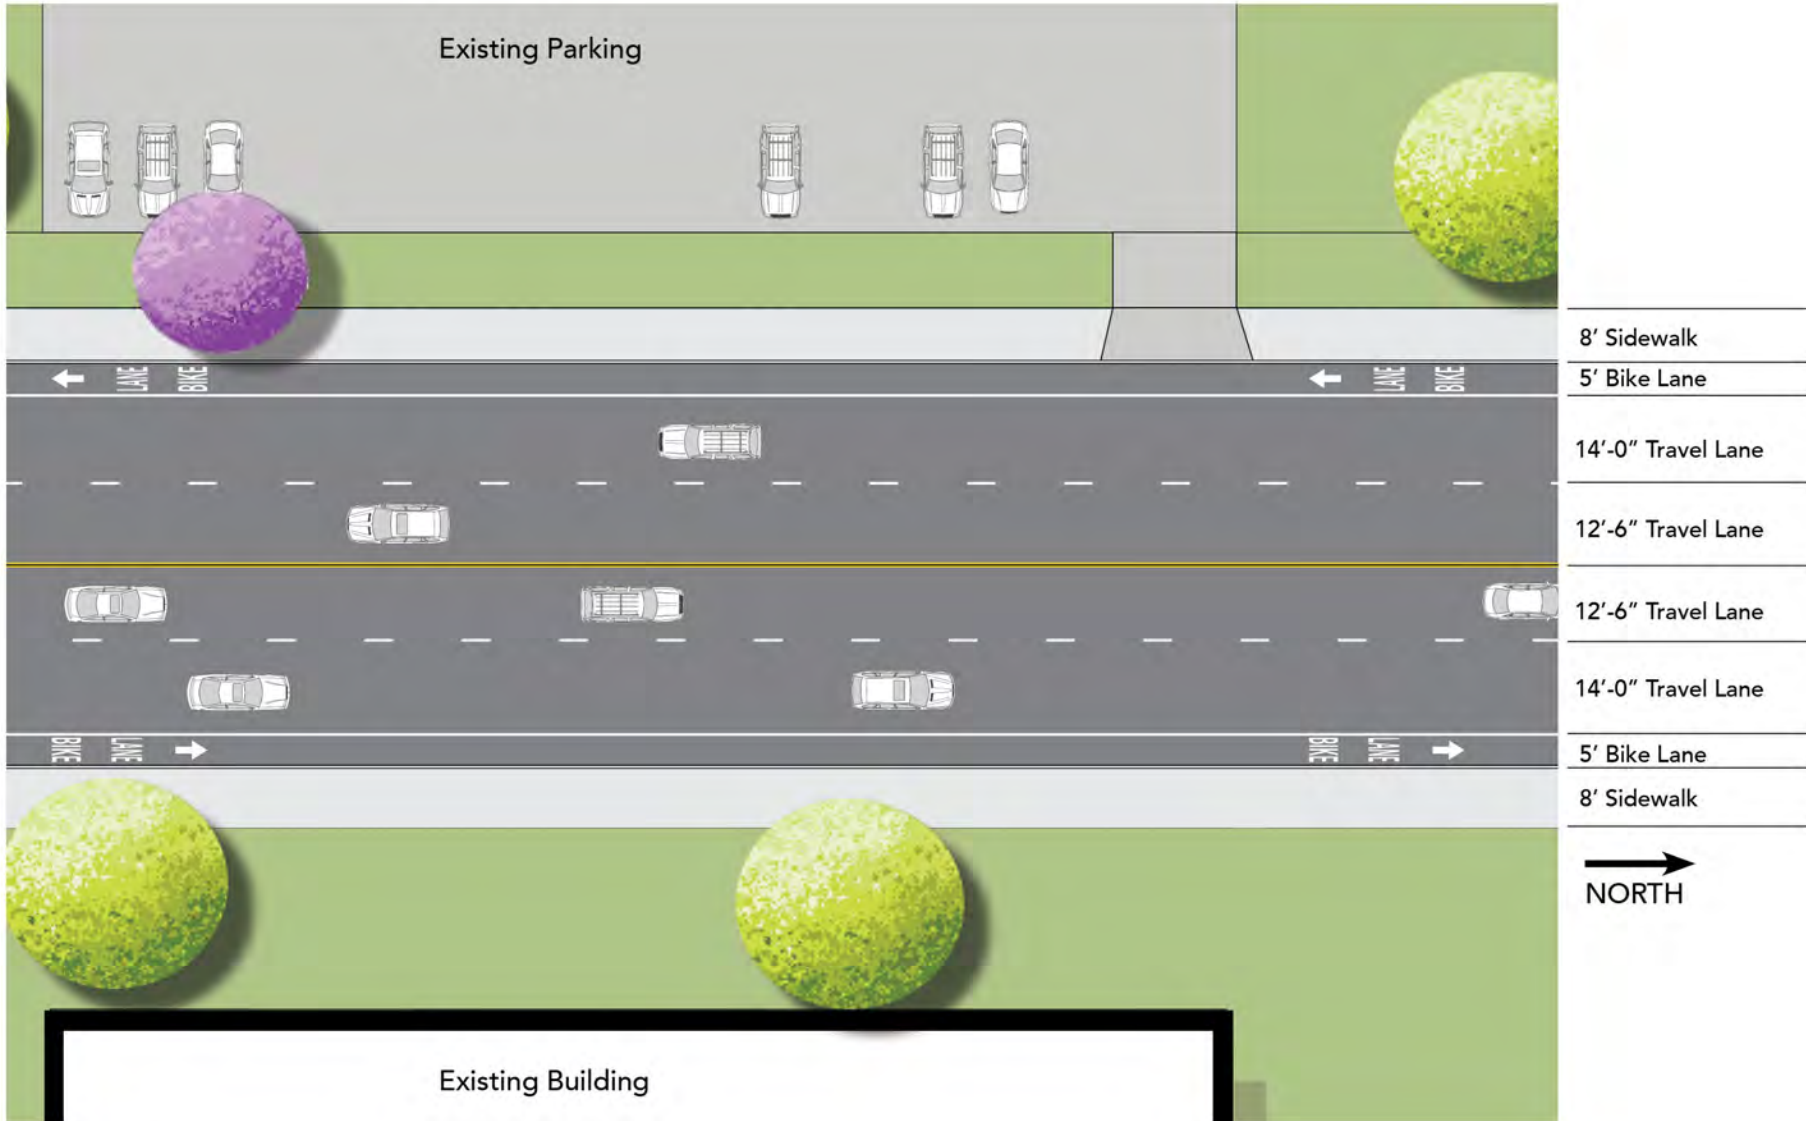 Existing Parking
8’ Sidewalk
LANE BIKE
LANE BIKE
5’ Bike Lane
14’-0” Travel Lane
12’-6” Travel Lane
12’-6” Travel Lane
14’-0” Travel Lane
BIKE LANE
BIKE LANE
5’ Bike Lane
8’ Sidewalk
NORTH
Existing Building